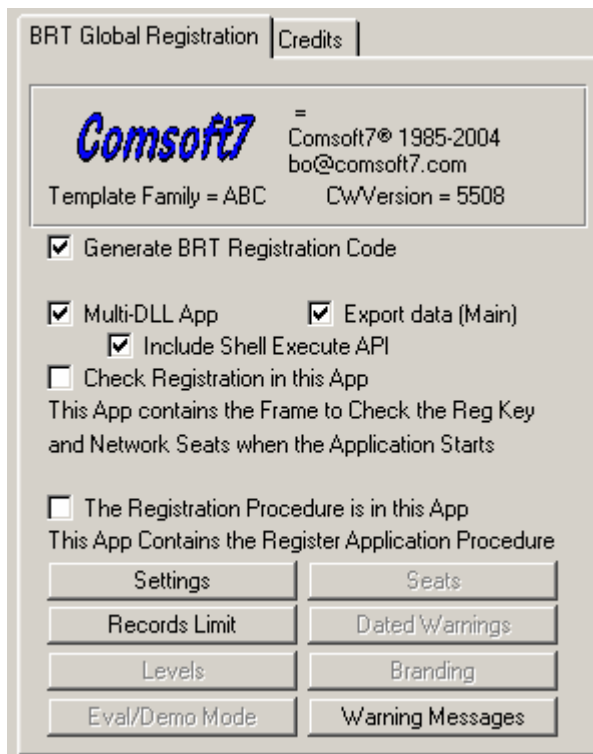 BRT Global Registration Credits
=
Comsoft7 Comsoft7® 1985-2004
bo@comsoft7.com
Template Family = ABC CWVersion = 5508
Generate BRT Registration Code
Multi-DLL App Export data (Main)
Include Shell Execute API
Check Registration in this App
This App contains the Frame to Check the Reg Key
and Network Seats when the Application Starts
The Registration Procedure is in this App
This App Contains the Register Application Procedure
Settings Seats
Records Limit Dated Warnings
Levels Branding
Eval/Demo Mode Warning Messages